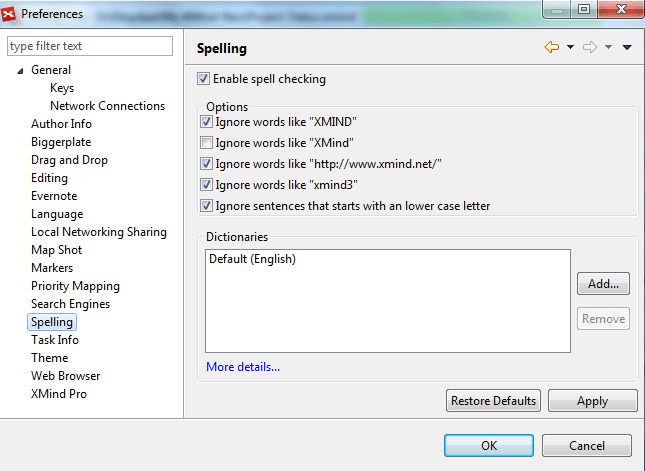 Preferences
type filter text
General
Keys
Network Connections
Author Info
Biggerplate
Drag and Drop
Editing
Evernote
Language
Local Networking Sharing
Map Shot
Markers
Priority Mapping
Search Engines
Spelling
Task Info
Theme
Web Browser
XMind Pro
Spelling
Enable spell checking
Options
Ignore words like "XMIND"
Ignore words like "XMind"
Ignore words like "http://www.xmind.net/"
Ignore words like "xmind3"
Ignore sentences that starts with an lower case letter
Dictionaries
Default (English)
Add...
Remove
More details...
Restore Defaults
Apply
OK
Cancel